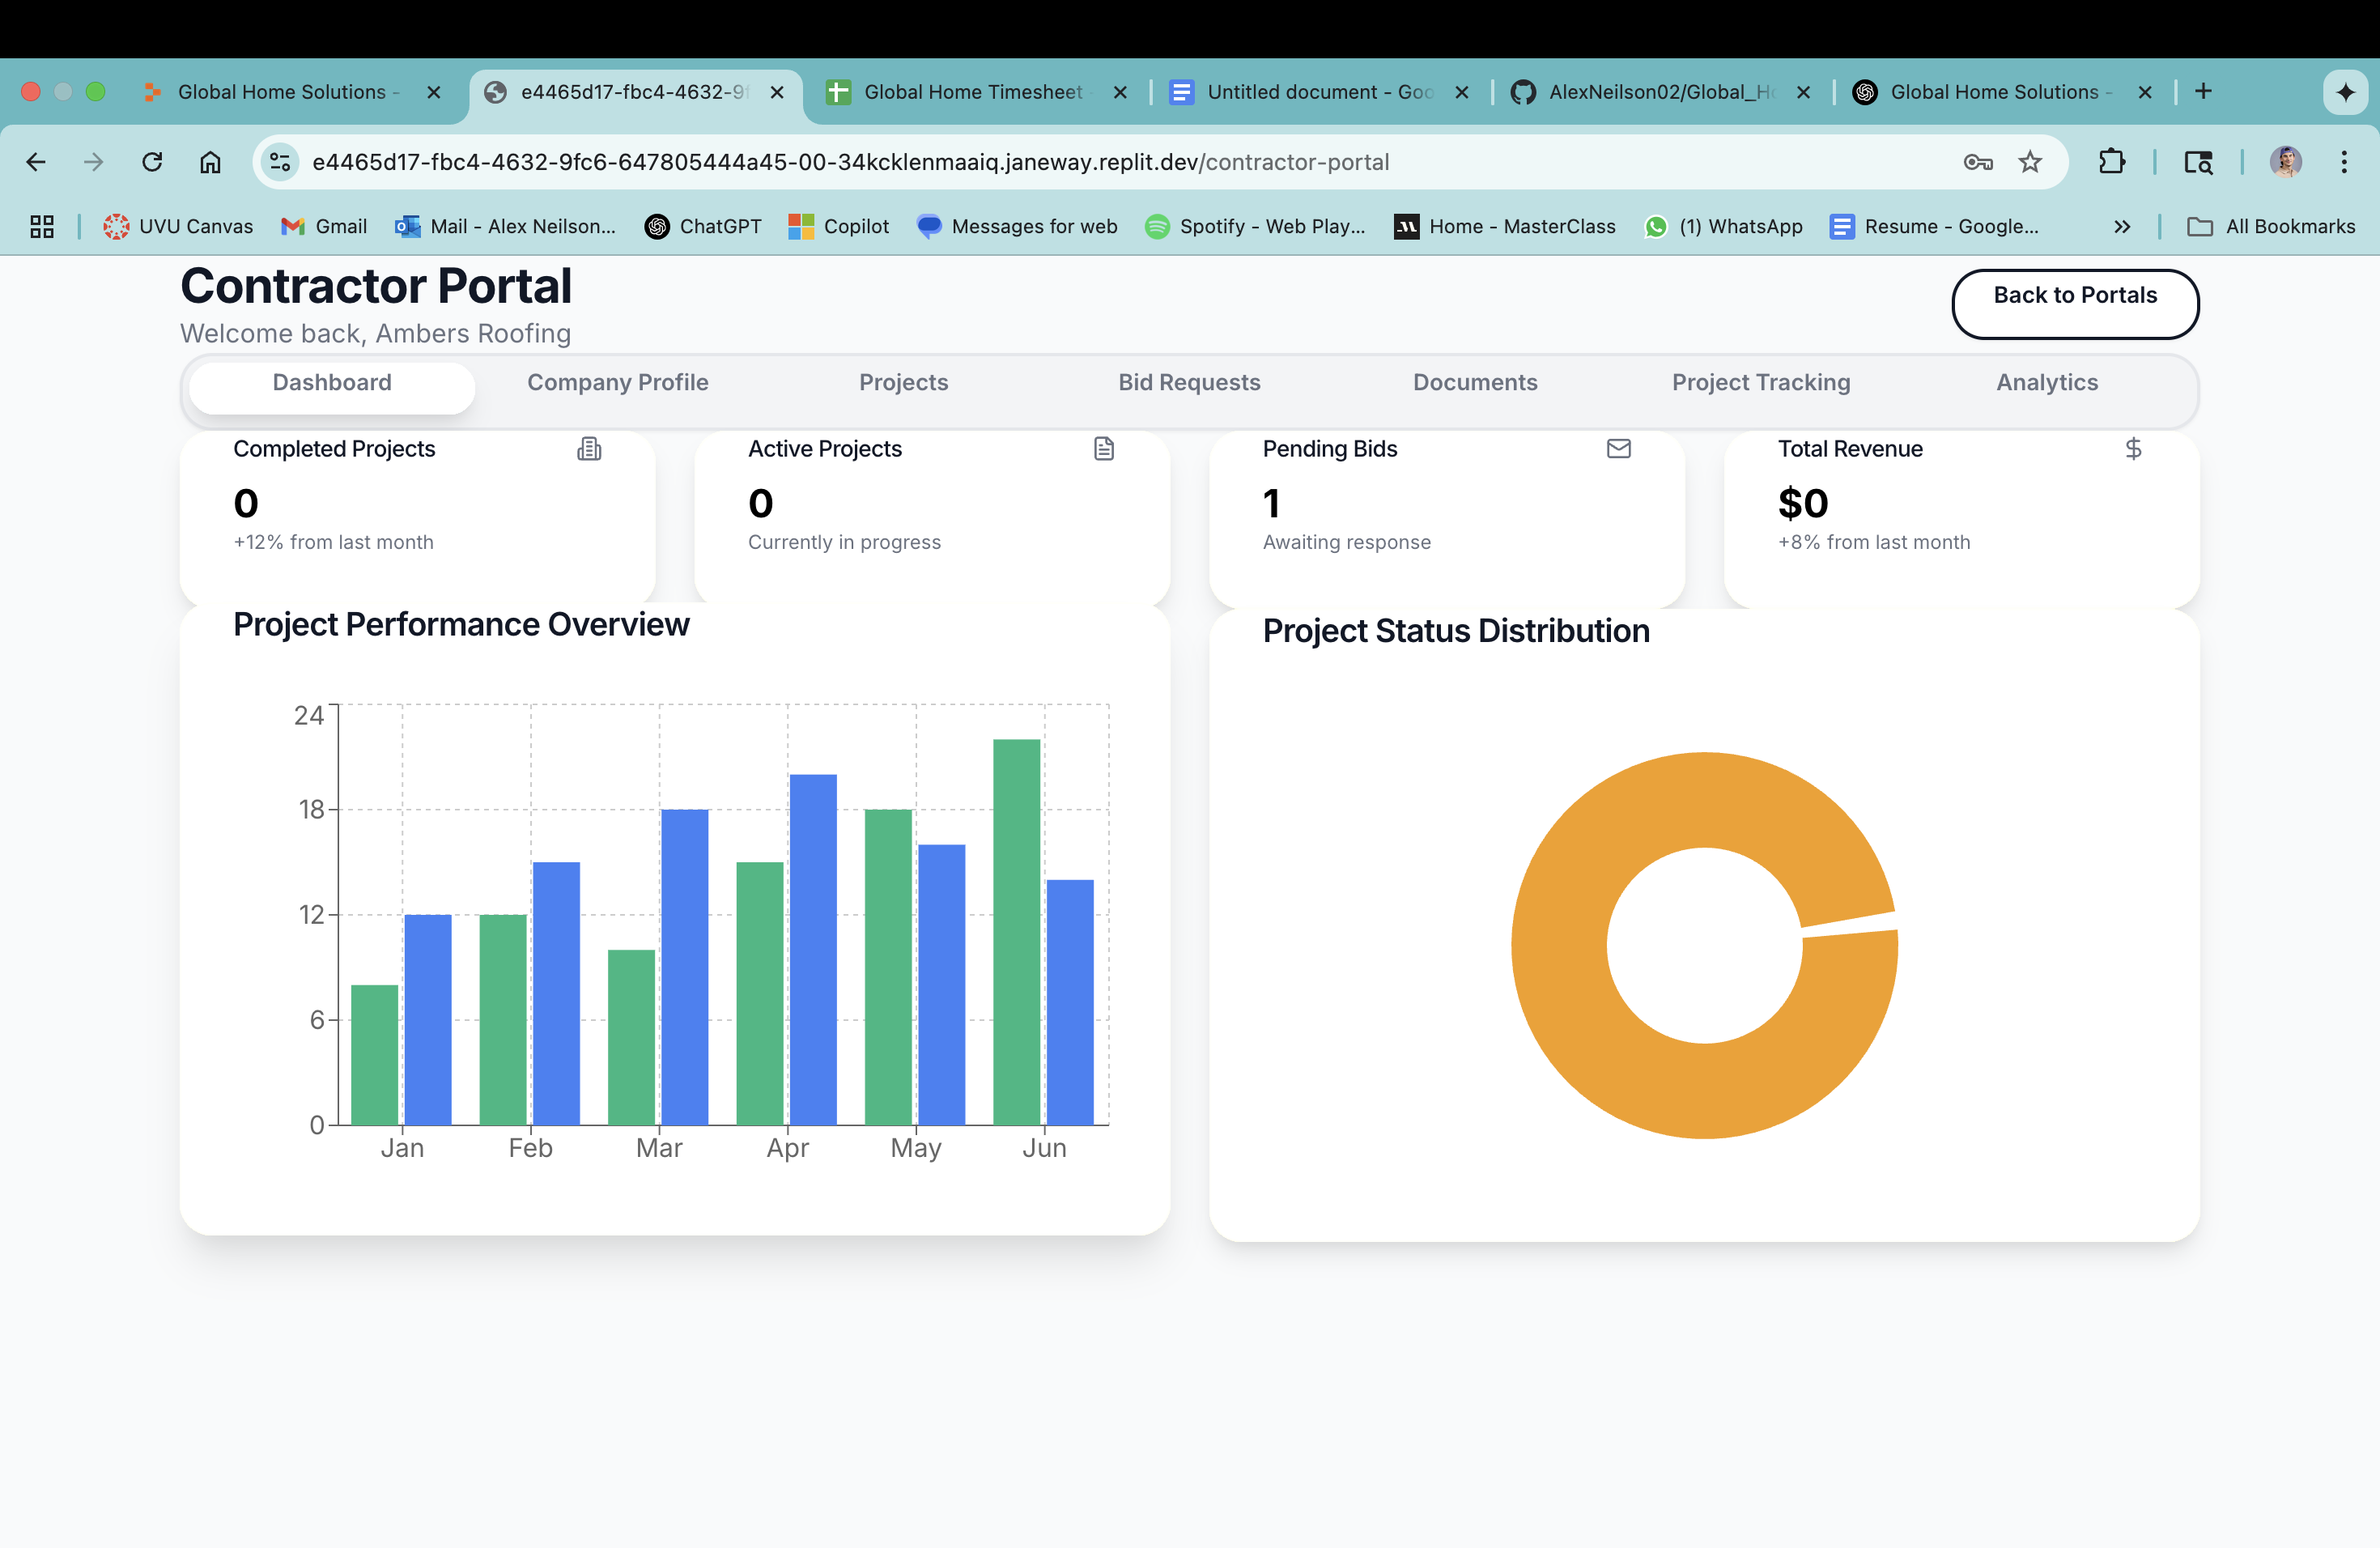 Global Home Solutions -
e4465d17-fbc4-4632-9f
Global Home Timesheet -
Untitled document - Goo
AlexNeilson02/Global_Ho
Global Home Solutions -
e4465d17-fbc4-4632-9fc6-647805444a45-00-34kcklenmaaiq.janeway.replit.dev/contractor-portal
UVU Canvas
Gmail
Mail - Alex Neilson...
ChatGPT
Copilot
Messages for web
Spotify - Web Play...
Home - MasterClass
(1) WhatsApp
Resume - Google...
All Bookmarks
Contractor Portal
Back to Portals
Welcome back, Ambers Roofing
Dashboard
Company Profile
Projects
Bid Requests
Documents
Project Tracking
Analytics
Completed Projects
0
+12% from last month
Active Projects
0
Currently in progress
Pending Bids
1
Awaiting response
Total Revenue
$0
+8% from last month
Project Performance Overview
24
18
12
6
0
Jan
Feb
Mar
Apr
May
Jun
Project Status Distribution